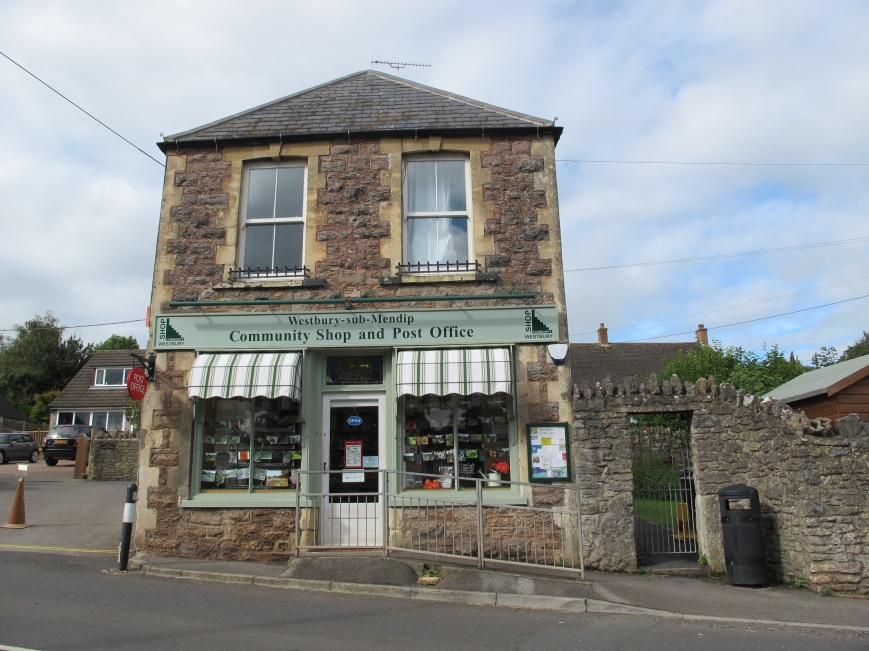 Westbury-sub-Mendip
Community Shop and Post Office
SHOP
WESTBURY
SHOP
WESTBURY
POST
OFFICE
OPEN